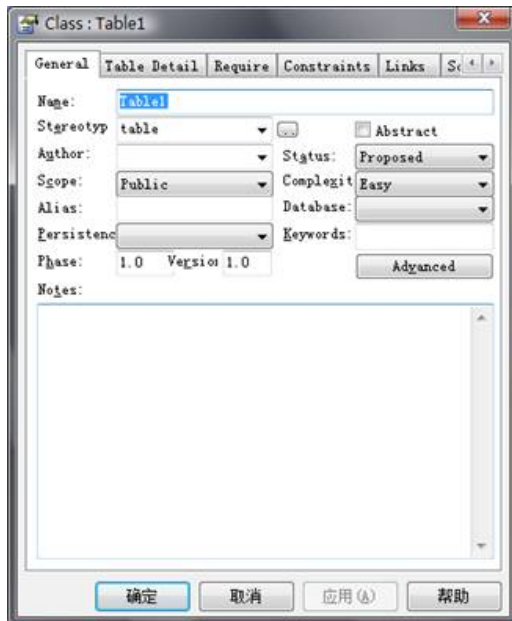 Class : Table1
General Table Detail Require Constraints Links
Name: Table1
Stereotyp table .. Abstract
Author: Status: Proposed
Scope: Public Complexit Easy
Alias: Database:
Persistenc Keywords:
Phase: 1.0 Version 1.0 Advanced
Notes:
确定 取消 应用(A) 帮助